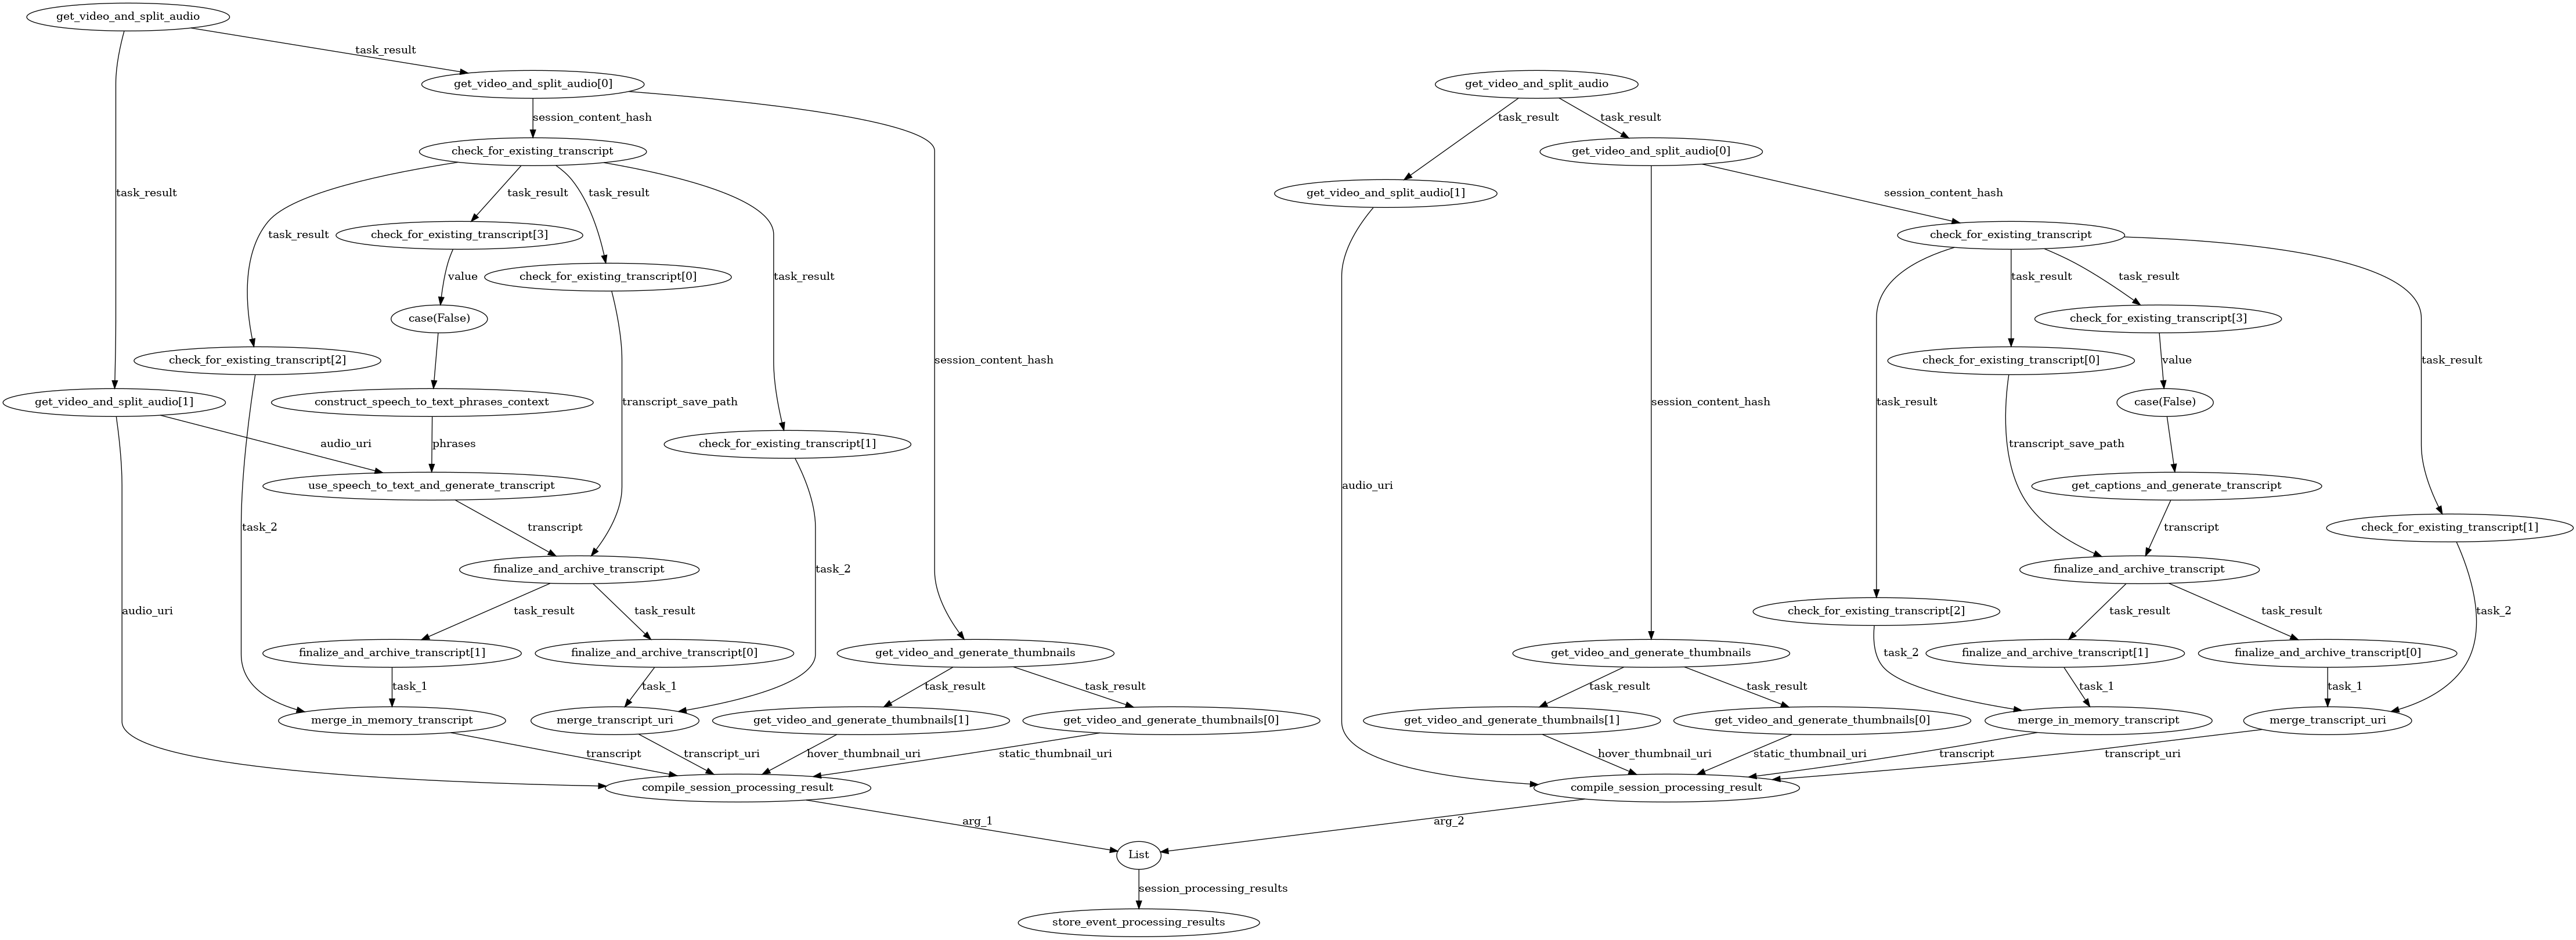 get_video_and_split_audio
task_result
get_video_and_split_audio[0]
get_video_and_split_audio
session_content_hash
task_result
task_result
check_for_existing_transcript
get_video_and_split_audio[0]
task_result
task_result
task_result
get_video_and_split_audio[1]
session_content_hash
task_result
check_for_existing_transcript[3]
check_for_existing_transcript
value
check_for_existing_transcript[0]
task_result
task_result
task_result
case(False)
check_for_existing_transcript[3]
check_for_existing_transcript[2]
session_content_hash
check_for_existing_transcript[0]
value
task_result
get_video_and_split_audio[1]
construct_speech_to_text_phrases_context
transcript_save_path
session_content_hash
task_result
case(False)
audio_uri
phrases
check_for_existing_transcript[1]
transcript_save_path
use_speech_to_text_and_generate_transcript
audio_uri
get_captions_and_generate_transcript
task_2
transcript
transcript
check_for_existing_transcript[1]
finalize_and_archive_transcript
task_2
finalize_and_archive_transcript
audio_uri
task_result
task_result
check_for_existing_transcript[2]
task_result
task_result
task_2
finalize_and_archive_transcript[1]
finalize_and_archive_transcript[0]
get_video_and_generate_thumbnails
get_video_and_generate_thumbnails
task_2
finalize_and_archive_transcript[1]
finalize_and_archive_transcript[0]
task_1
task_1
task_result
task_result
task_result
task_result
task_1
task_1
merge_in_memory_transcript
merge_transcript_uri
get_video_and_generate_thumbnails[1]
get_video_and_generate_thumbnails[0]
get_video_and_generate_thumbnails[1]
get_video_and_generate_thumbnails[0]
merge_in_memory_transcript
merge_transcript_uri
transcript
transcript_uri
hover_thumbnail_uri
static_thumbnail_uri
hover_thumbnail_uri
static_thumbnail_uri
transcript
transcript_uri
compile_session_processing_result
compile_session_processing_result
arg_1
arg_2
List
session_processing_results
store_event_processing_results